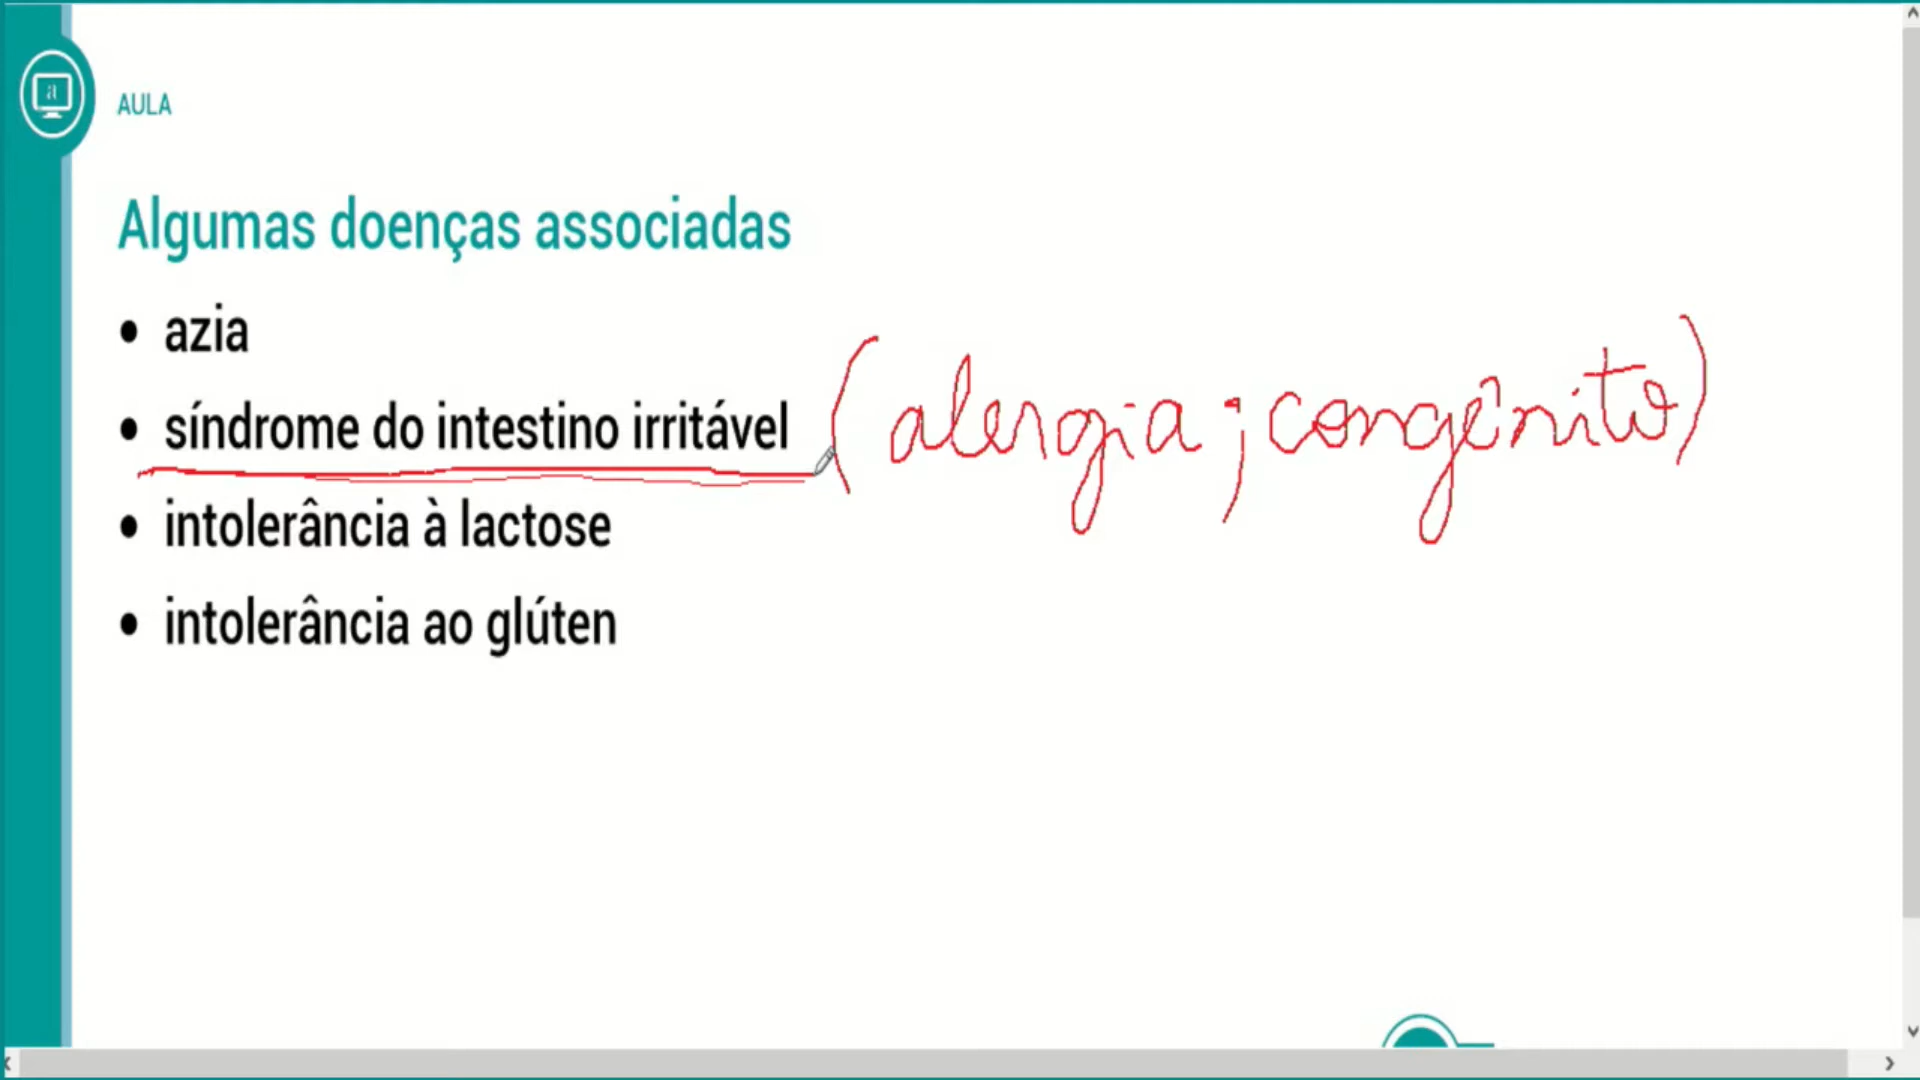 a
AULA
Algumas doenças associadas
• azia
• síndrome do intestino irritável (alergia; congênito)
• intolerância à lactose
• intolerância ao glúten